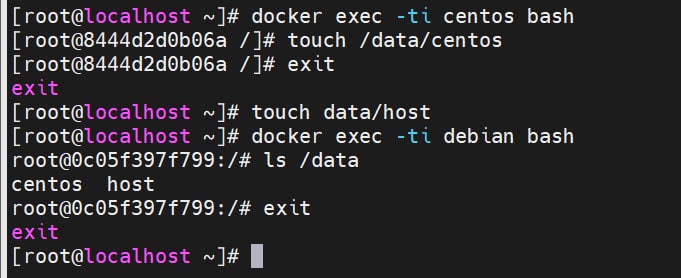 [root@localhost ~]# docker exec -ti centos bash
[root@8444d2d0b06a /]# touch /data/centos
[root@8444d2d0b06a /]# exit
exit
[root@localhost ~]# touch data/host
[root@localhost ~]# docker exec -ti debian bash
root@0c05f397f799:/# ls /data
centos  host
root@0c05f397f799:/# exit
exit
[root@localhost ~]#